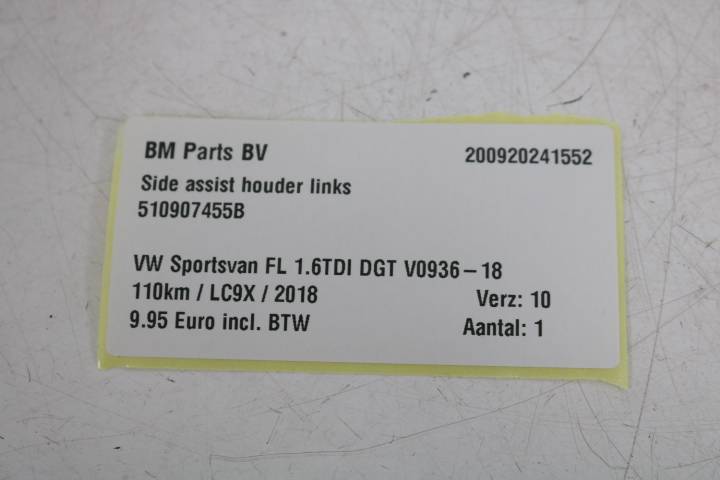 BM Parts BV 200920241552
Side assist houder links
510907455B
VW Sportsvan FL 1.6TDI DGT V0936-18
110km / LC9X / 2018 Verz: 10
9.95 Euro incl. BTW Aantal: 1